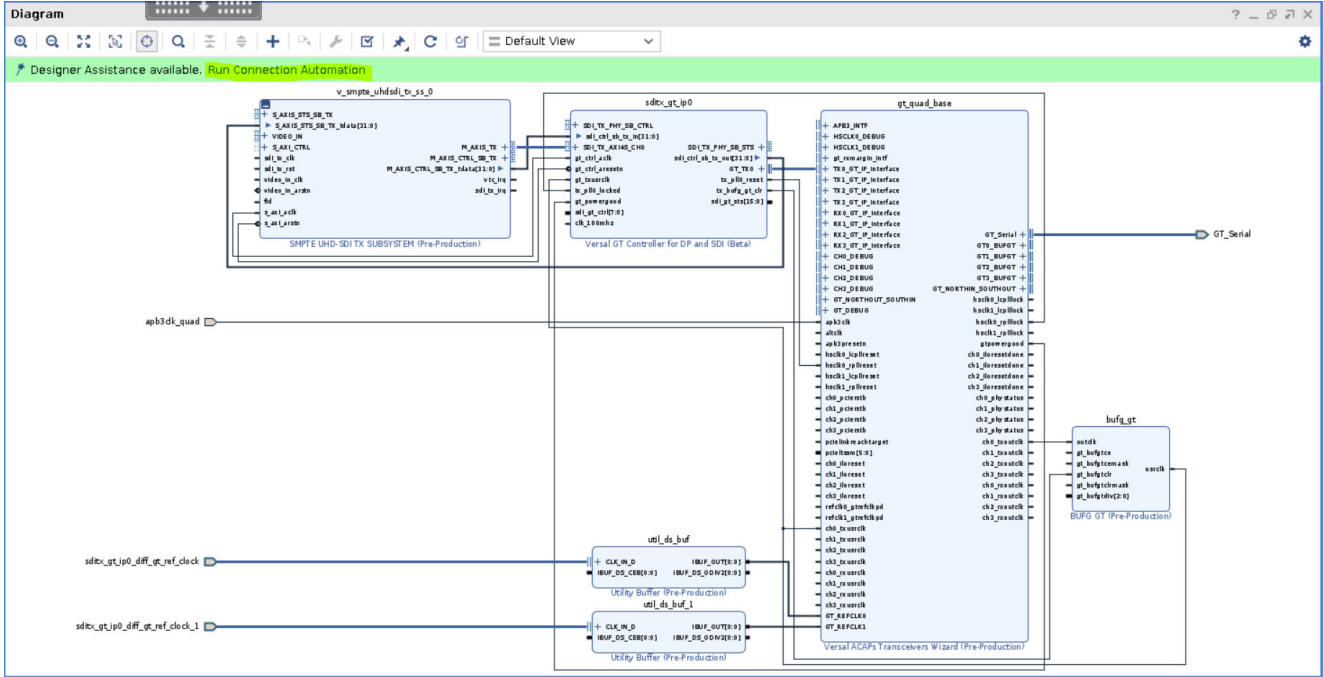 Diagram
Default View
Designer Assistance available. Run Connection Automation
v_smpte_uhdsdi_tx_ss_0
S_AXIS_STS_SB_TX
S_AXIS_STS_SB_TX_tdata[31:0]
VIDEO_IN
S_AXI_CTRL
sdi_tx_clk
sdi_tx_rst
video_in_clk
video_in_arstn
fid
s_axi_aclk
s_axi_arstn
M_AXIS_TX
M_AXIS_CTRL_SB_TX
M_AXIS_CTRL_SB_TX_tdata[31:0]
vtc_irq
sdi_tx_irq
SMPTE UHD-SDI TX SUBSYSTEM (Pre-Production)
sditx_gt_ip0
SDI_TX_PHY_SB_CTRL
sdi_ctrl_sb_tx_in[31:0]
SDI_TX_AXI4S_CH0
gt_ctrl_aclk
gt_ctrl_aresetn
gt_txusrclk
tx_pll0_locked
gt_powergood
sdi_gt_ctrl[7:0]
clk_100mhz
SDI_TX_PHY_SB_STS
sdi_ctrl_sb_tx_out[31:0]
GT_TX0
tx_pll0_reset
tx_bufg_gt_clr
sdi_gt_sts[15:0]
Versal GT Controller for DP and SDI (Beta)
gt_quad_base
APB3_INTF
HSCLK0_DEBUG
HSCLK1_DEBUG
gt_rxmargin_intf
TX0_GT_IP_Interface
TX1_GT_IP_Interface
TX2_GT_IP_Interface
TX3_GT_IP_Interface
RX0_GT_IP_Interface
RX1_GT_IP_Interface
RX2_GT_IP_Interface
RX3_GT_IP_Interface
CH0_DEBUG
CH1_DEBUG
CH2_DEBUG
CH3_DEBUG
GT_NORTHOUT_SOUTHIN
GT_DEBUG
apb3clk
altclk
apb3presetn
hsclk0_lcpllreset
hsclk0_rpllreset
hsclk1_lcpllreset
hsclk1_rpllreset
ch0_pcierstb
ch1_pcierstb
ch2_pcierstb
ch3_pcierstb
pcielinkreachtarget
pcieltssm[5:0]
ch0_iloreset
ch1_iloreset
ch2_iloreset
ch3_iloreset
refclk0_gtrefclkpd
refclk1_gtrefclkpd
ch0_txusrclk
ch1_txusrclk
ch2_txusrclk
ch3_txusrclk
ch0_rxusrclk
ch1_rxusrclk
ch2_rxusrclk
ch3_rxusrclk
GT_REFCLK0
GT_REFCLK1
GT_Serial
GT0_BUFGT
GT1_BUFGT
GT2_BUFGT
GT3_BUFGT
GT_NORTHIN_SOUTHOUT
hsclk0_lcplllock
hsclk1_lcplllock
hsclk0_rplllock
hsclk1_rplllock
gtpowergood
ch0_iloresetdone
ch1_iloresetdone
ch2_iloresetdone
ch3_iloresetdone
ch0_phystatus
ch1_phystatus
ch2_phystatus
ch3_phystatus
ch0_txoutclk
ch1_txoutclk
ch2_txoutclk
ch3_txoutclk
ch0_rxoutclk
ch1_rxoutclk
ch2_rxoutclk
ch3_rxoutclk
Versal ACAPs Transceivers Wizard (Pre-Production)
GT_Serial
apb3clk_quad
bufg_gt
outclk
gt_bufgtce
gt_bufgtcemask
gt_bufgtclr
gt_bufgtclrmask
gt_bufgtdiv[2:0]
usrclk
BUFG GT (Pre-Production)
sditx_gt_ip0_diff_gt_ref_clock
util_ds_buf
CLK_IN_D
IBUF_DS_CEB[0:0]
IBUF_OUT[0:0]
IBUF_DS_ODIV2[0:0]
Utility Buffer (Pre-Production)
sditx_gt_ip0_diff_gt_ref_clock_1
util_ds_buf_1
CLK_IN_D
IBUF_DS_CEB[0:0]
IBUF_OUT[0:0]
IBUF_DS_ODIV2[0:0]
Utility Buffer (Pre-Production)